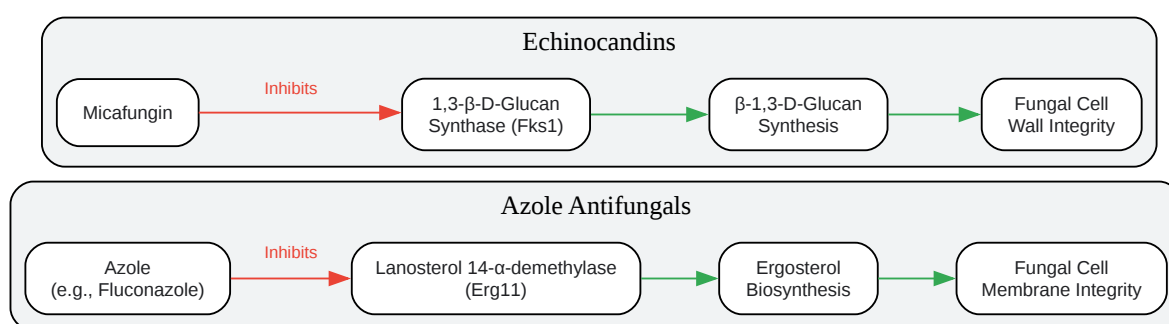 Echinocandins
Inhibits
Micafungin
1,3-β-D-Glucan
Synthase (Fks1)
β-1,3-D-Glucan
Synthesis
Fungal Cell
Wall Integrity
Azole Antifungals
Inhibits
Azole
(e.g., Fluconazole)
Lanosterol 14-α-demethylase
(Erg11)
Ergosterol
Biosynthesis
Fungal Cell
Membrane Integrity